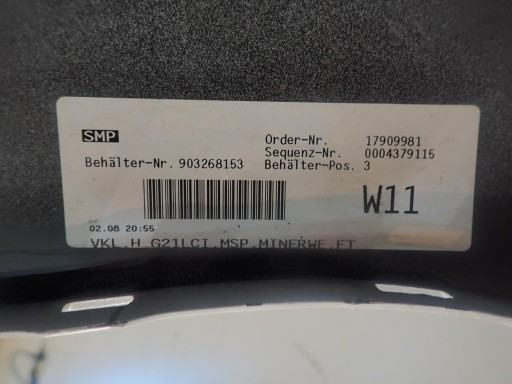 SMP
Order-Nr. 17909981
Sequenz-Nr. 0004379115
Behälter-Nr. 903268153 Behälter-Pos. 3
W11
02.08 20:55
VKL.H.G21LCI.MSP.MINERWE.ET